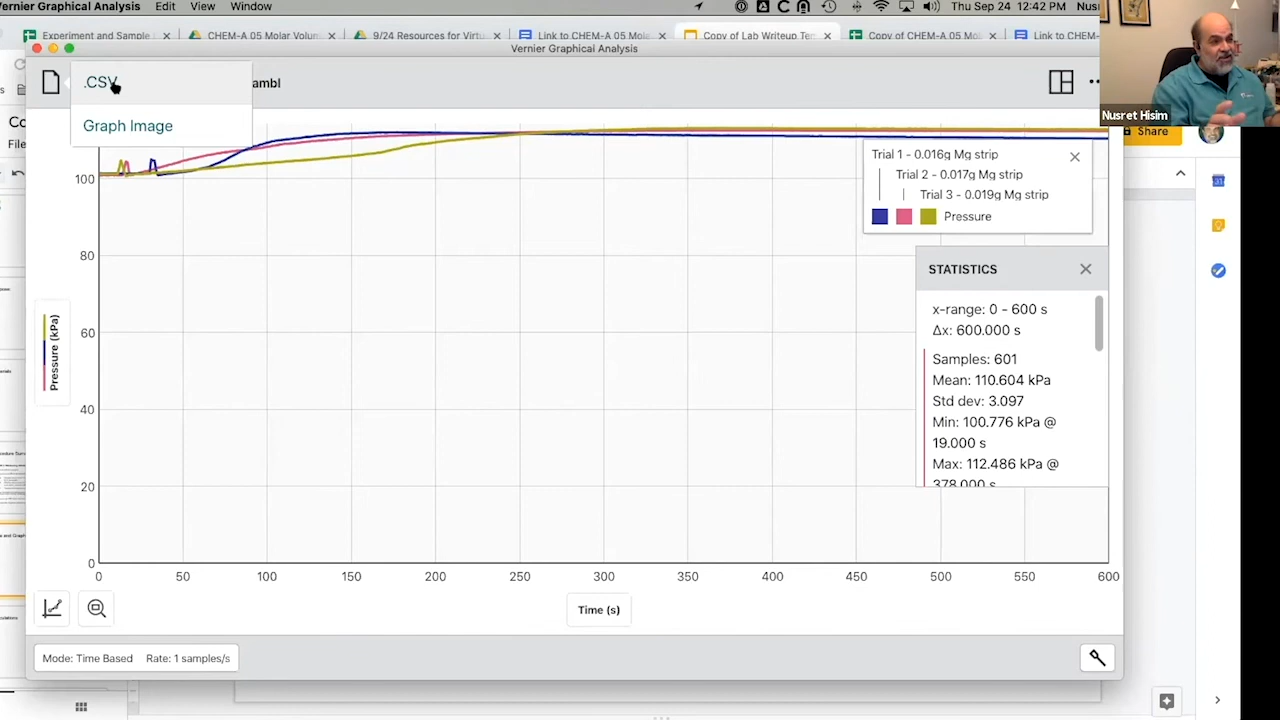 Vernier Graphical Analysis Edit View Window
Thu Sep 24 12:42 PM
Experiment and Sample
CHEM-A 05 Molar Volum
9/24 Resources for Virtu
Link to CHEM-A 05 Mola
Copy of Lab Writeup Tem
Copy of CHEM-A 05 Mol
Link to CHEM-
Vernier Graphical Analysis
.CSV
Graph Image
ambl
Nusret Hisim
Share
File
100
80
60
40
20
0
Pressure (kPa)
Trial 1 - 0.016g Mg strip
Trial 2 - 0.017g Mg strip
Trial 3 - 0.019g Mg strip
Pressure
STATISTICS
x-range: 0 - 600 s
Δx: 600.000 s
Samples: 601
Mean: 110.604 kPa
Std dev: 3.097
Min: 100.776 kPa @
19.000 s
Max: 112.486 kPa @
378.000 s
0 50 100 150 200 250 300 350 400 450 500 550 600
Time (s)
Mode: Time Based Rate: 1 samples/s